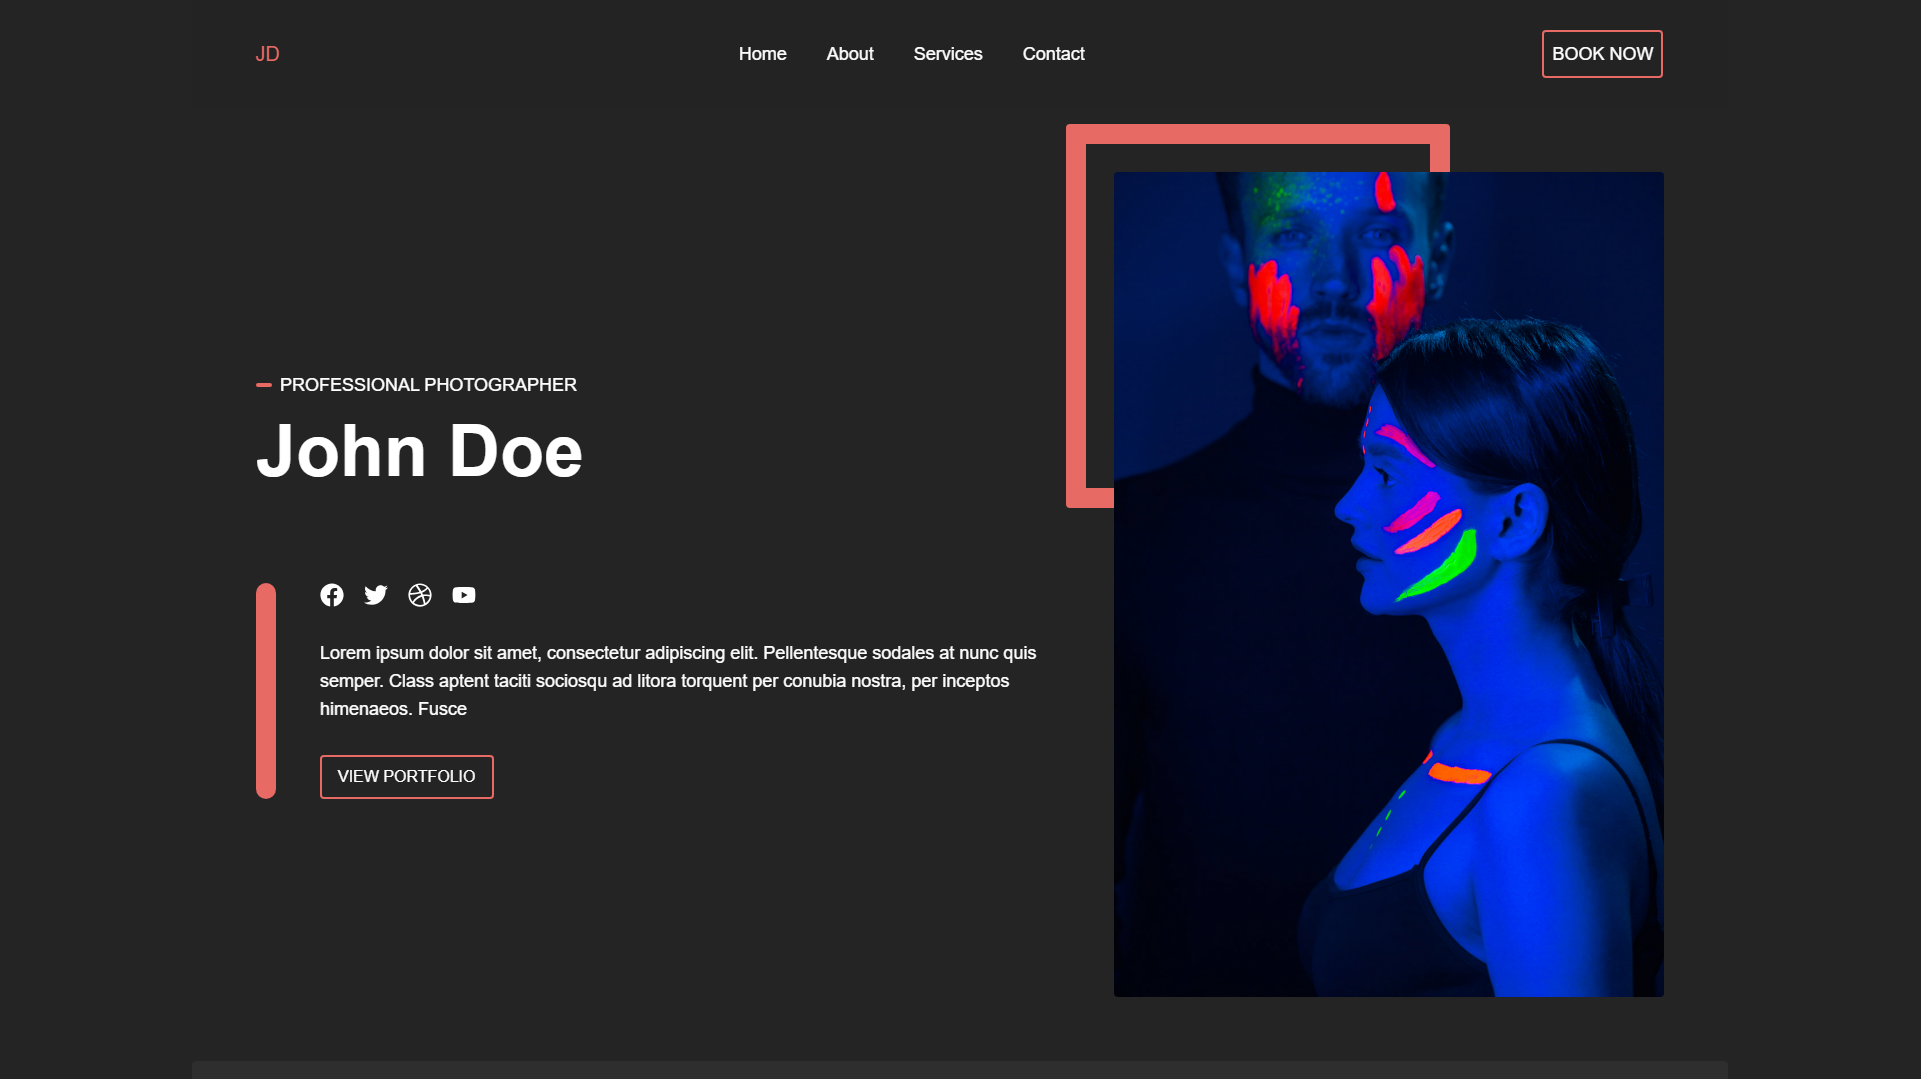 JD
Home About Services Contact
BOOK NOW
PROFESSIONAL PHOTOGRAPHER
John Doe
Lorem ipsum dolor sit amet, consectetur adipiscing elit. Pellentesque sodales at nunc quis
semper. Class aptent taciti sociosqu ad litora torquent per conubia nostra, per inceptos
himenaeos. Fusce
VIEW PORTFOLIO